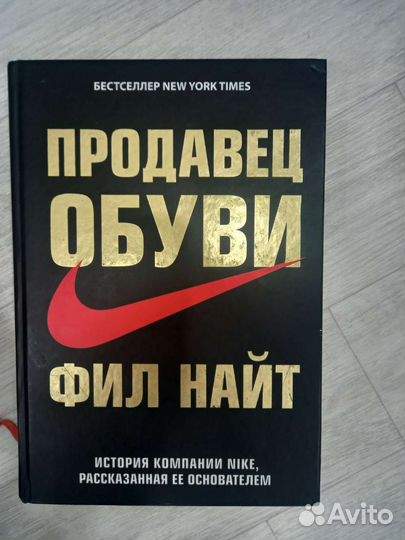 БЕСТСЕЛЛЕР NEW YORK TIMES
ПРОДАВЕЦ
ОБУВИ
ФИЛ НАЙТ
ИСТОРИЯ КОМПАНИИ NIKE,
РАССКАЗАННАЯ ЕЕ ОСНОВАТЕЛЕМ
Avito